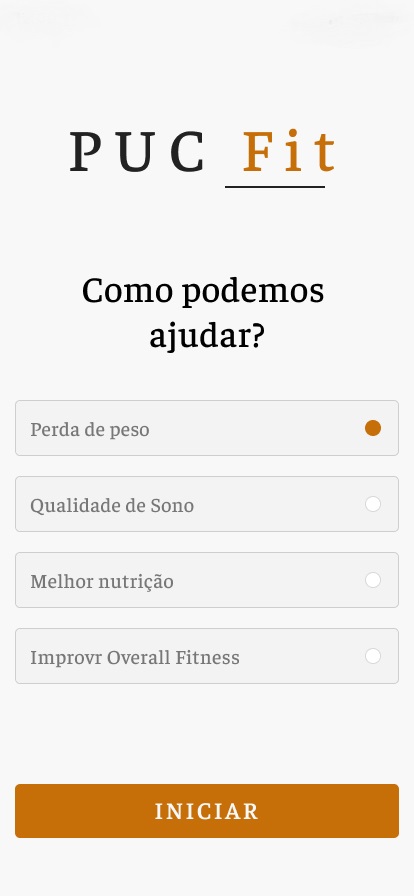 PUC Fit
Como podemos
ajudar?
Perda de peso
Qualidade de Sono
Melhor nutrição
Improvr Overall Fitness
INICIAR